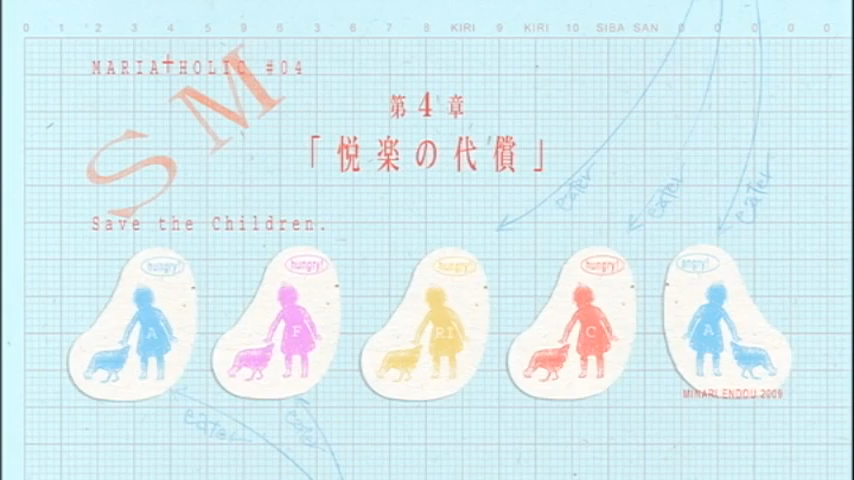 0 1 2 3 4 5 9 6 3 6 7 8 KIRI 9 KIRI 10 SIBA SAN 0 0 0 0 0
MARIA†HOLIC #04
SM
第4章
「悦楽の代償」
eater eater eater
Save the Children.
hungry! hungry! hungry! hungry! angry!
A F RI C A
MINARI ENDOU 2009
eater eater